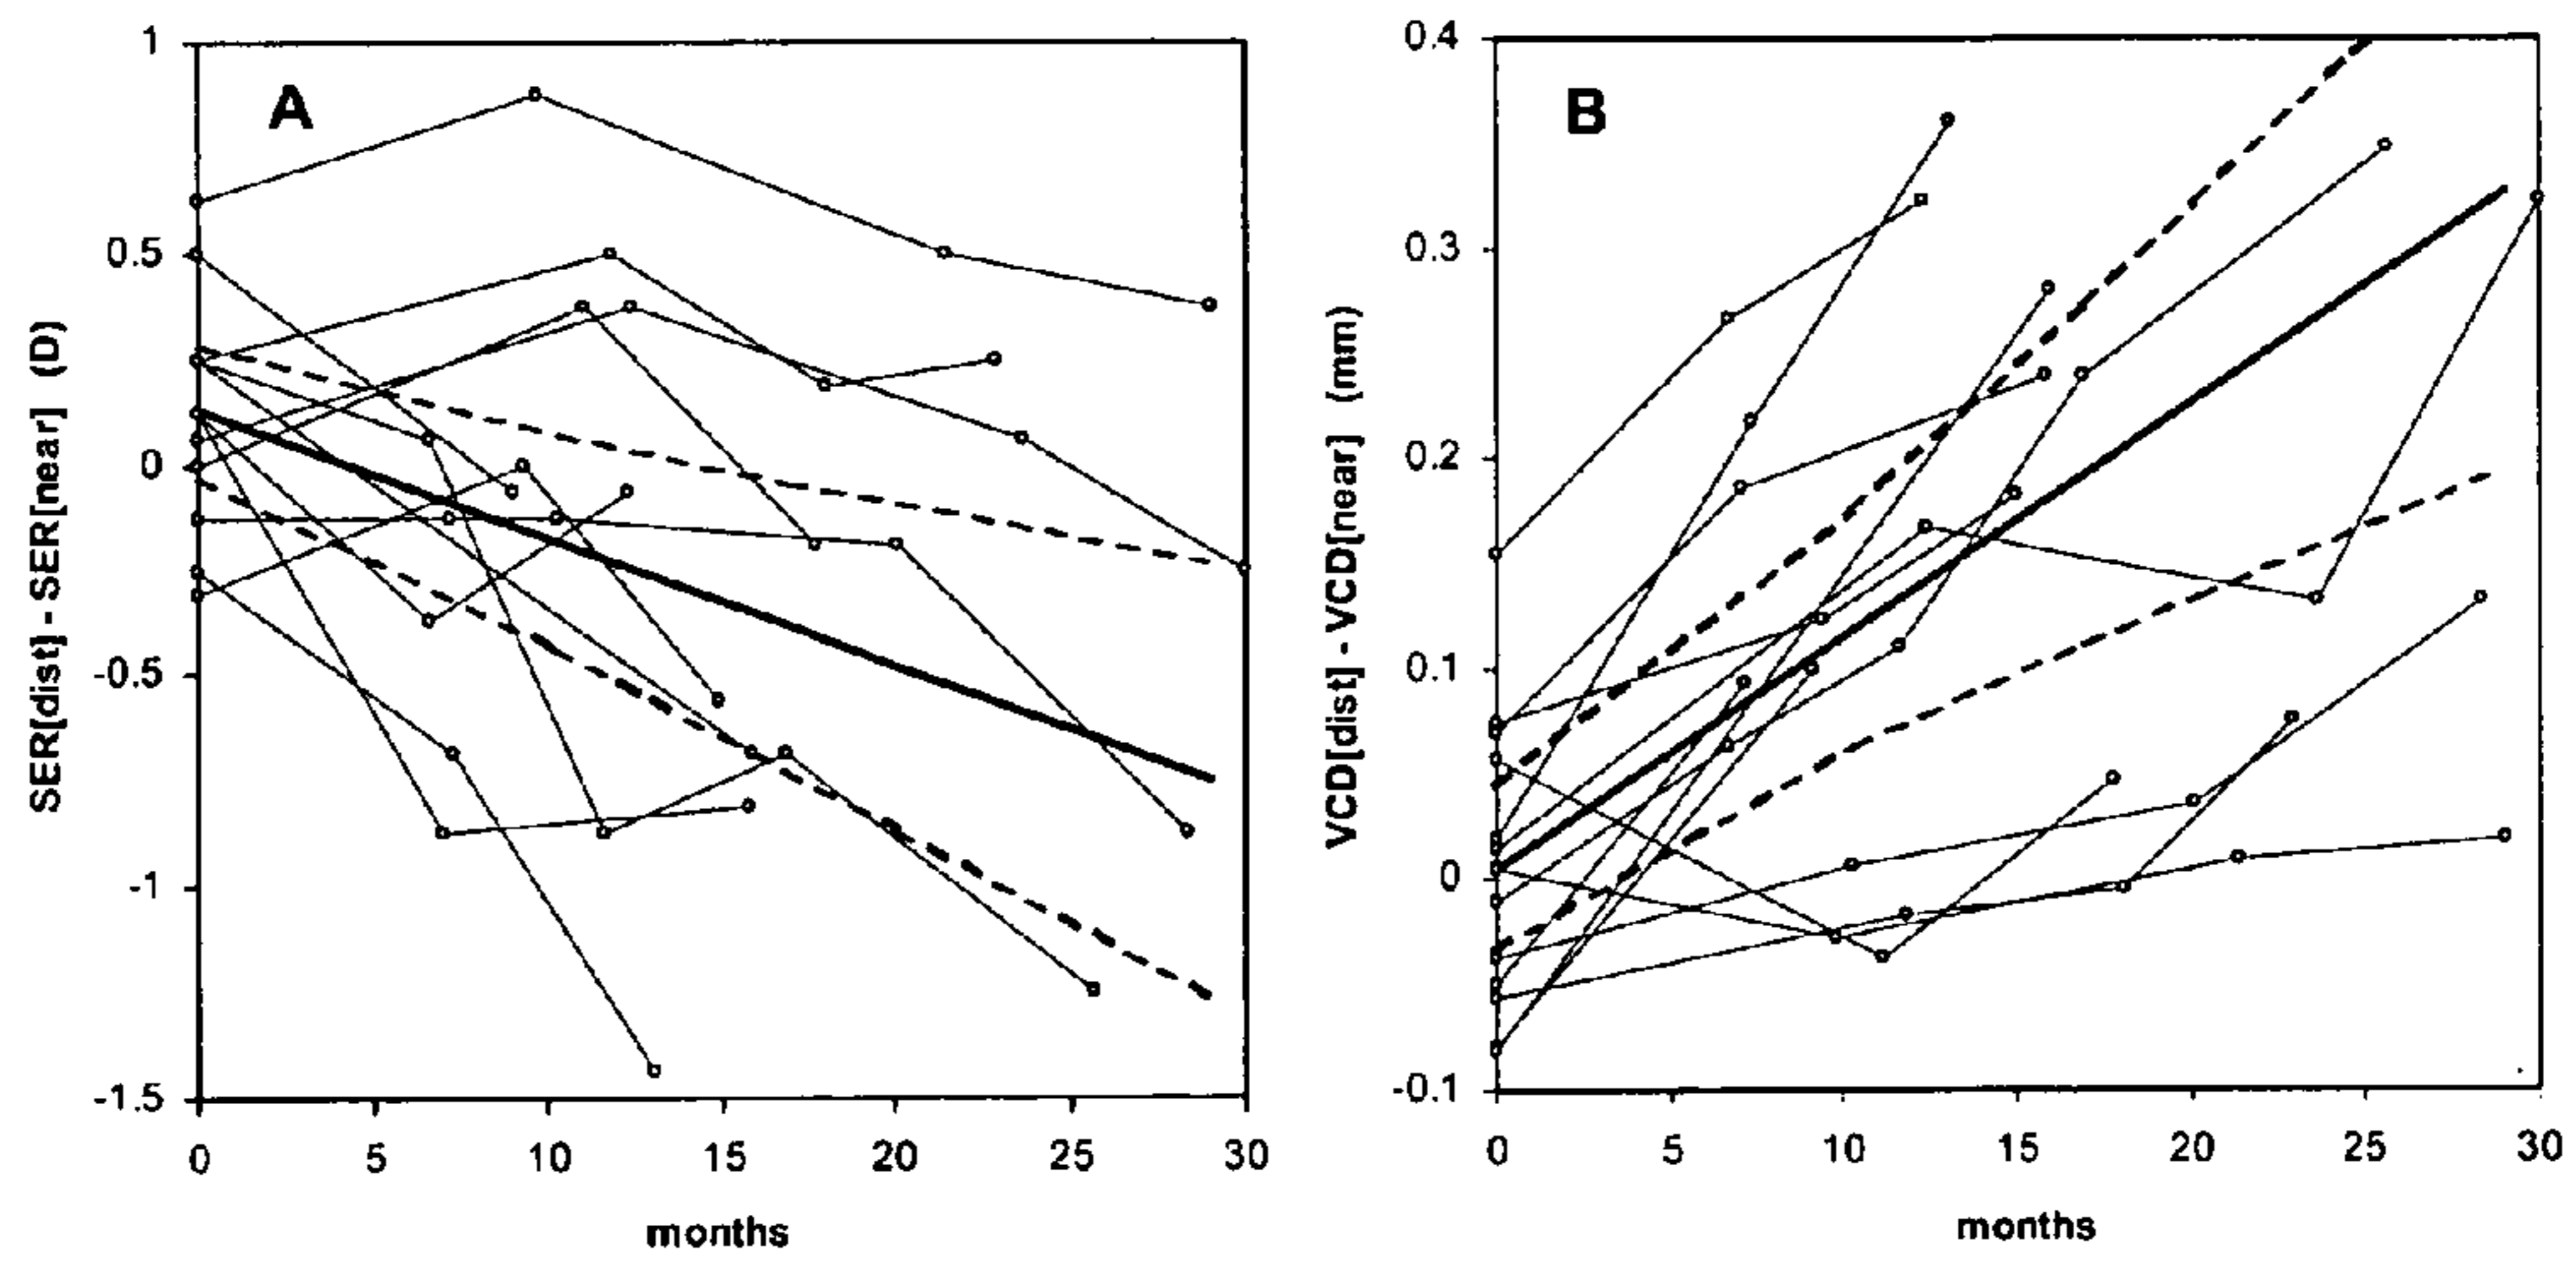 A
SER[dist] - SER[near] (D)
1
0.5
0
-0.5
-1
-1.5
0 5 10 15 20 25 30
months
B
VCD[dist] - VCD[near] (mm)
0.4
0.3
0.2
0.1
0
-0.1
0 5 10 15 20 25 30
months